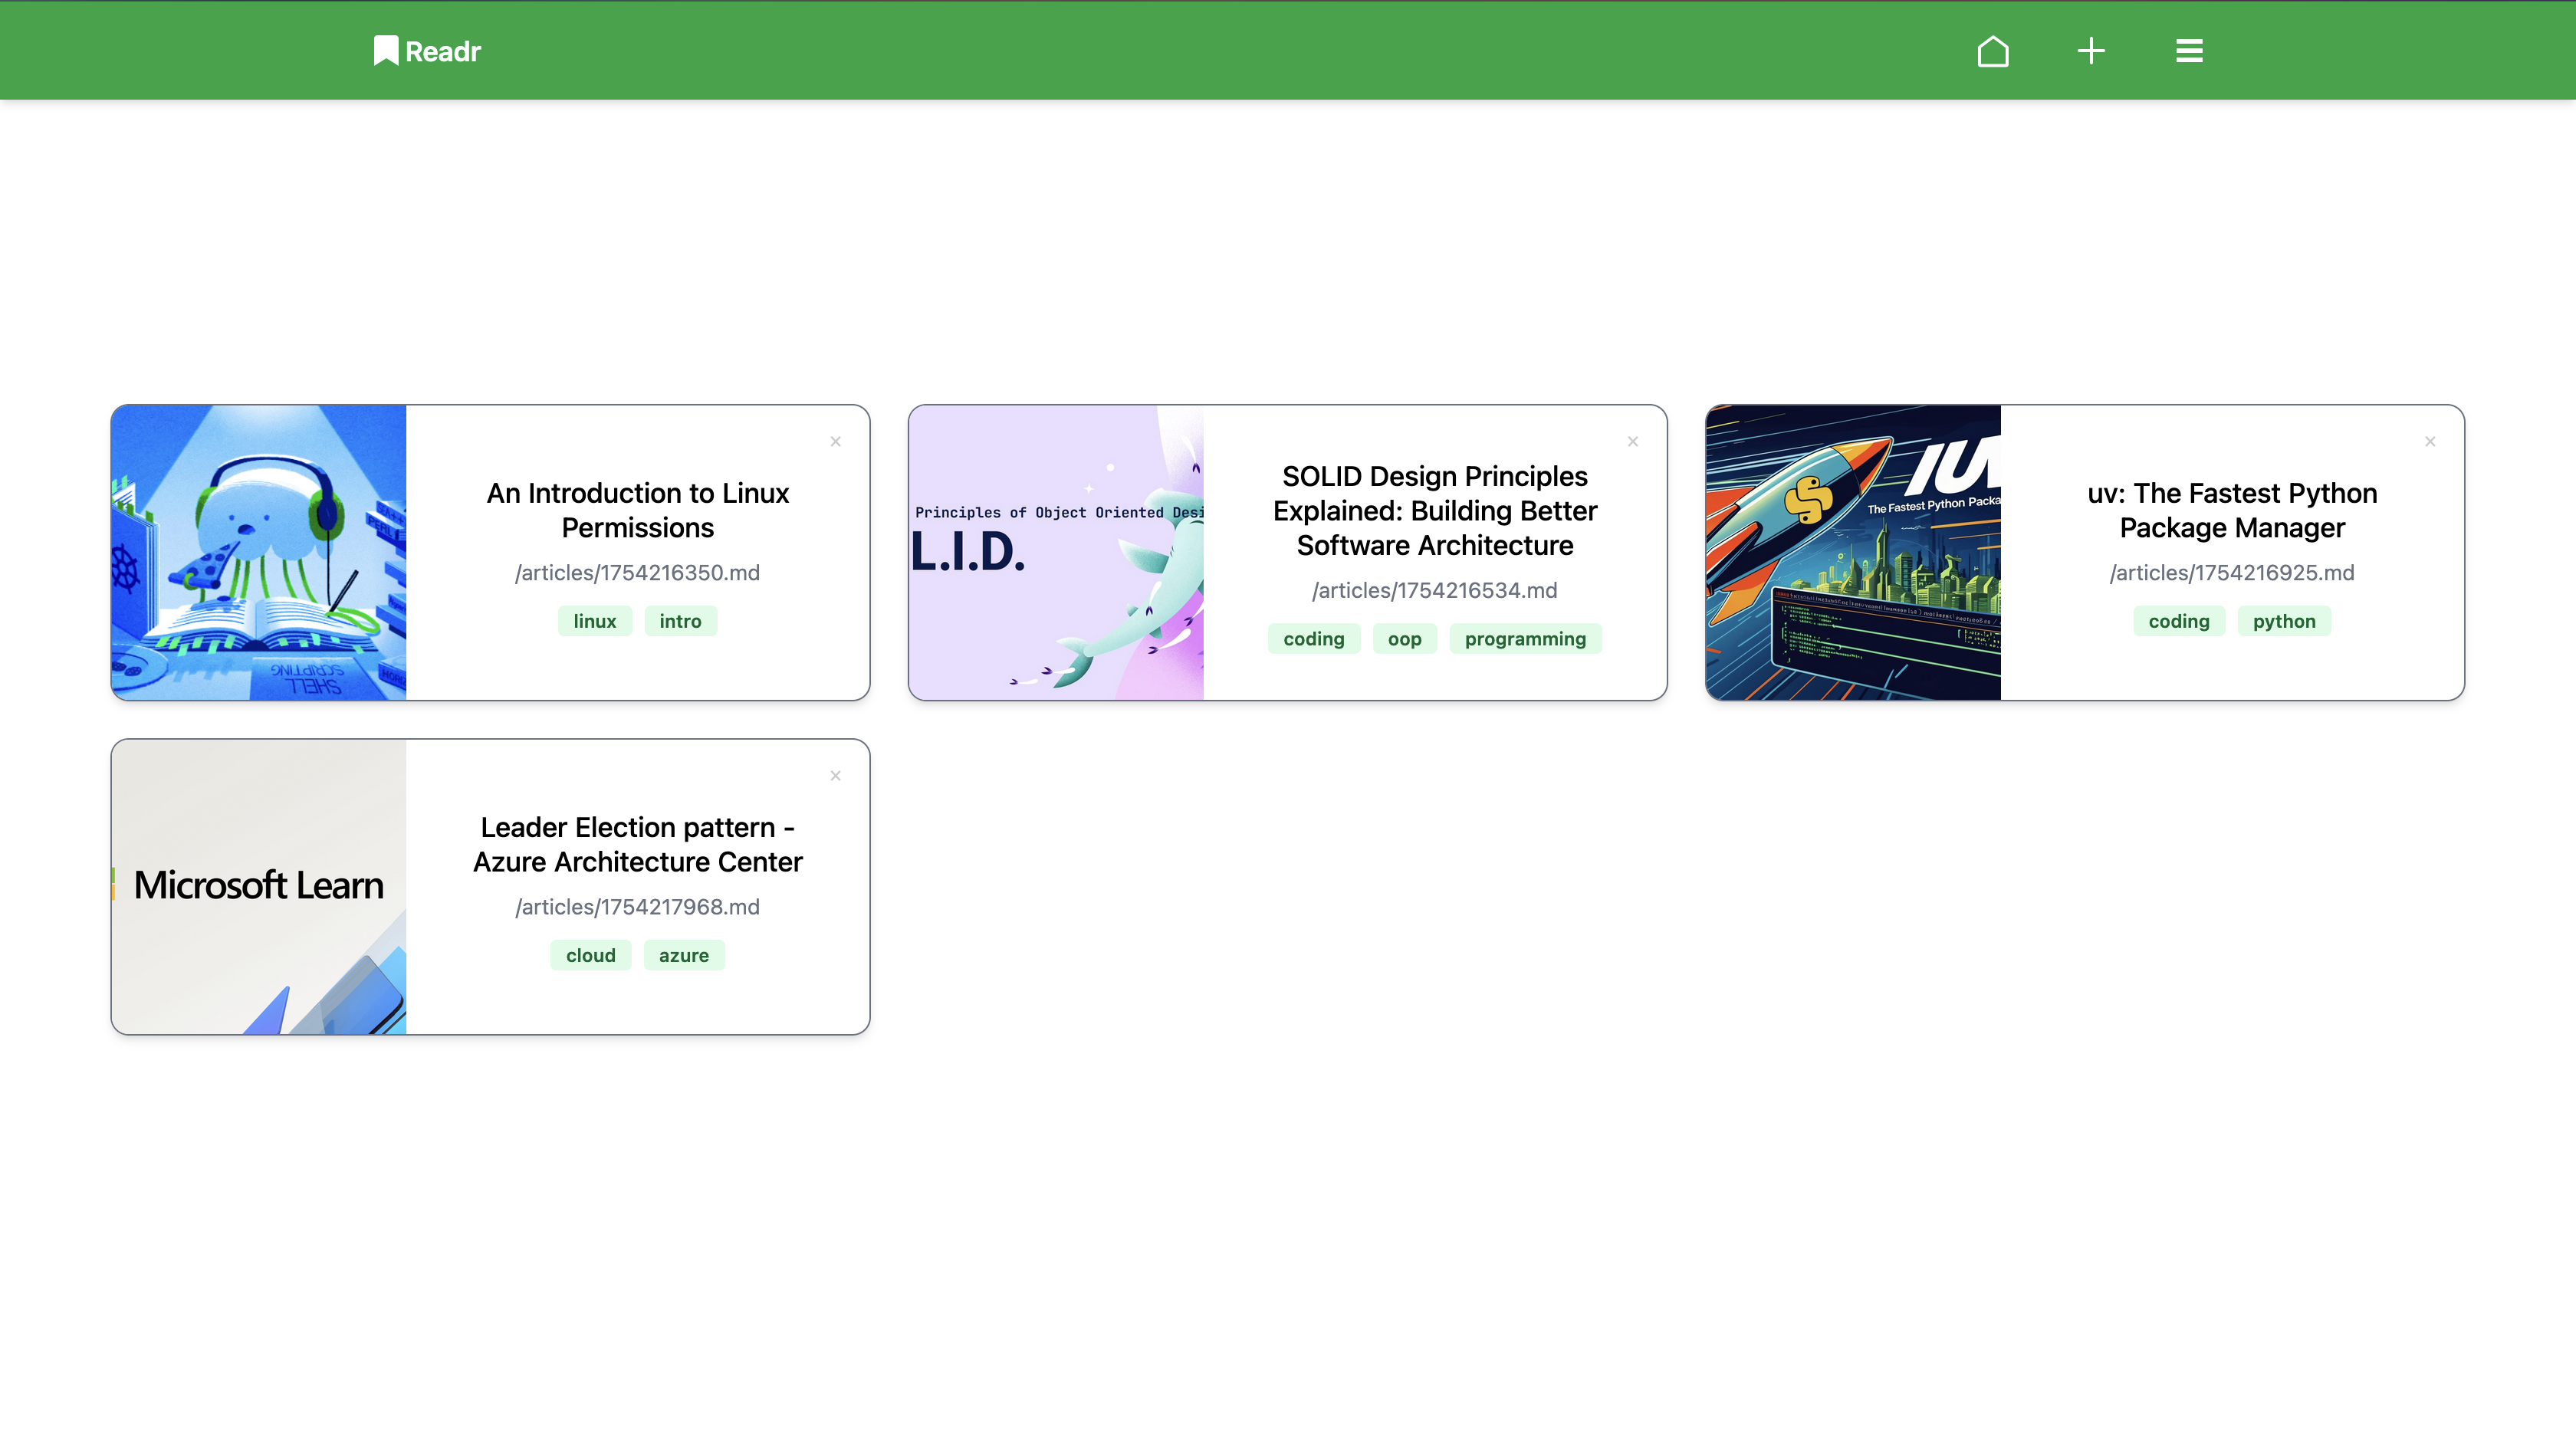 Readr
An Introduction to Linux
Permissions
/articles/1754216350.md
linux intro
SHELL
SCRIPTING
Principles of Object Oriented Desi
L.I.D.
SOLID Design Principles
Explained: Building Better
Software Architecture
/articles/1754216534.md
coding oop programming
The Fastest Python Packa
uv: The Fastest Python
Package Manager
/articles/1754216925.md
coding python
Microsoft Learn
Leader Election pattern -
Azure Architecture Center
/articles/1754217968.md
cloud azure